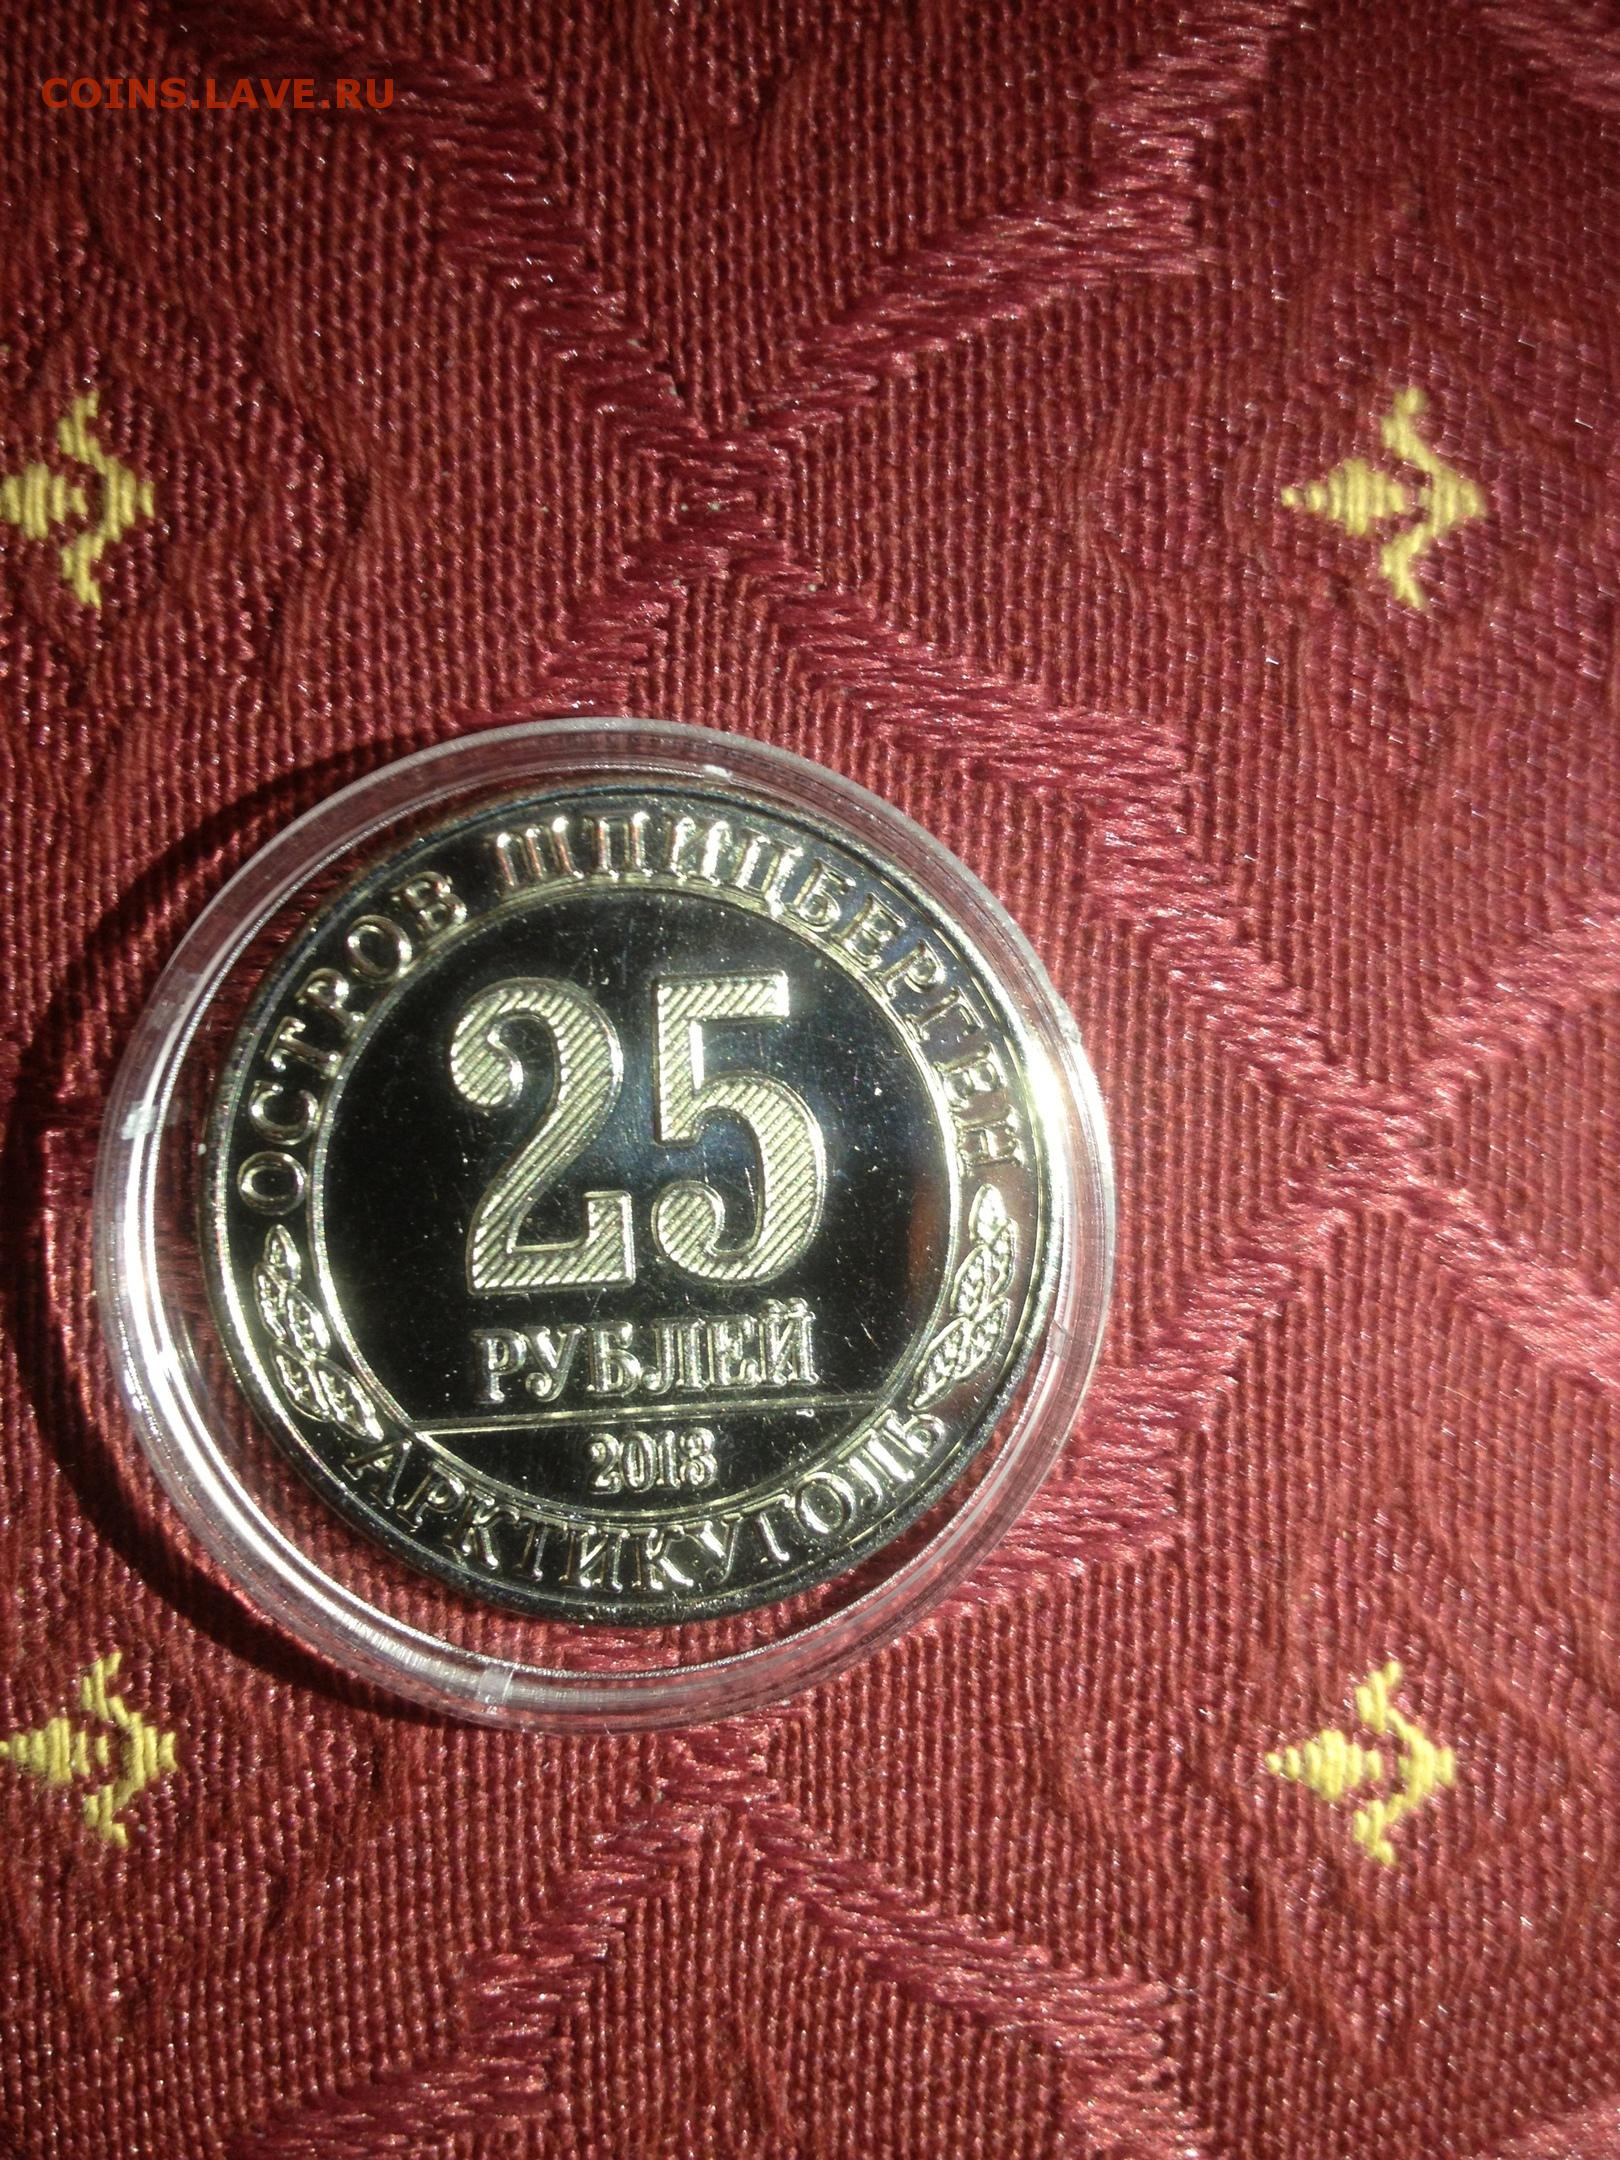 COINS.LAVE.RU
ОСТРОВ ШПИЦБЕРГЕН
25
РУБЛЕЙ
2013
АРКТИКУГОЛЬ